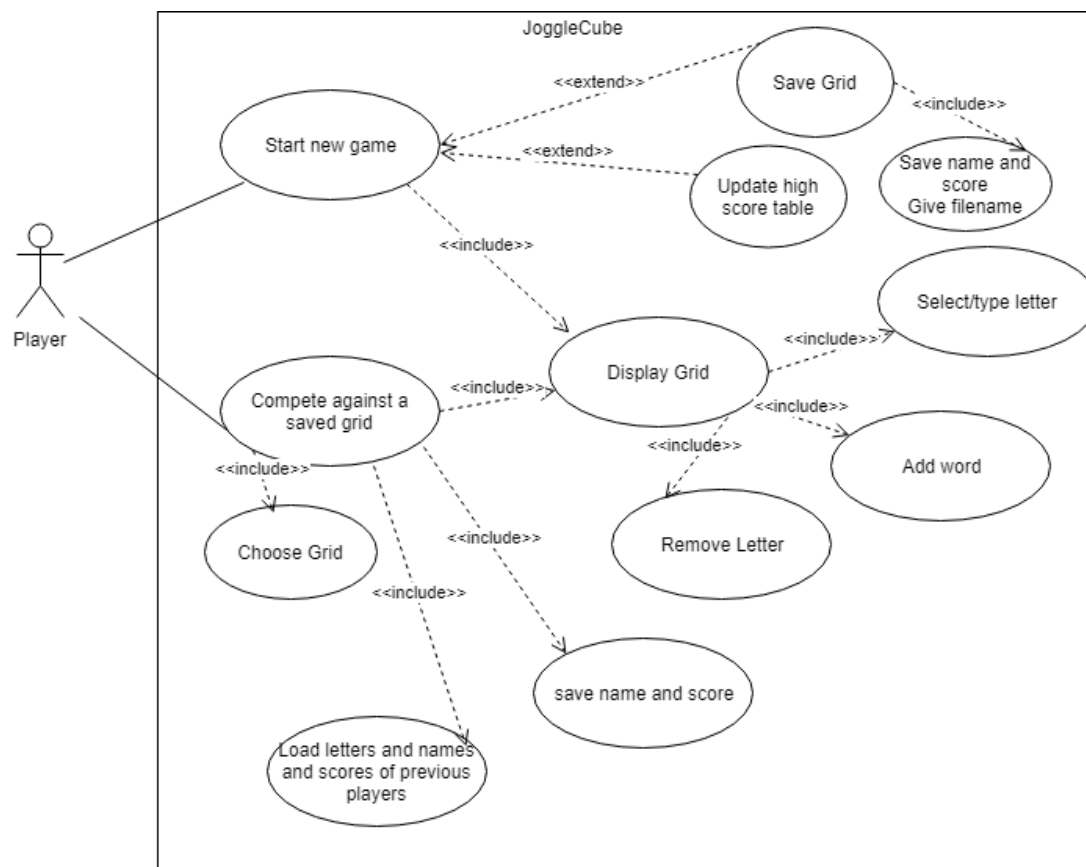 JoggleCube
Save Grid
<<extend>>
<<include>>
Start new game
<<extend>>
Save name and
score
Give filename
Update high
score table
<<include>>
Select/type letter
Player
<<include>>
Display Grid
<<include>>
Compete against a
saved grid
<<include>>
<<include>>
Add word
<<include>>
Choose Grid
<<include>>
Remove Letter
<<include>>
save name and score
Load letters and names
and scores of previous
players